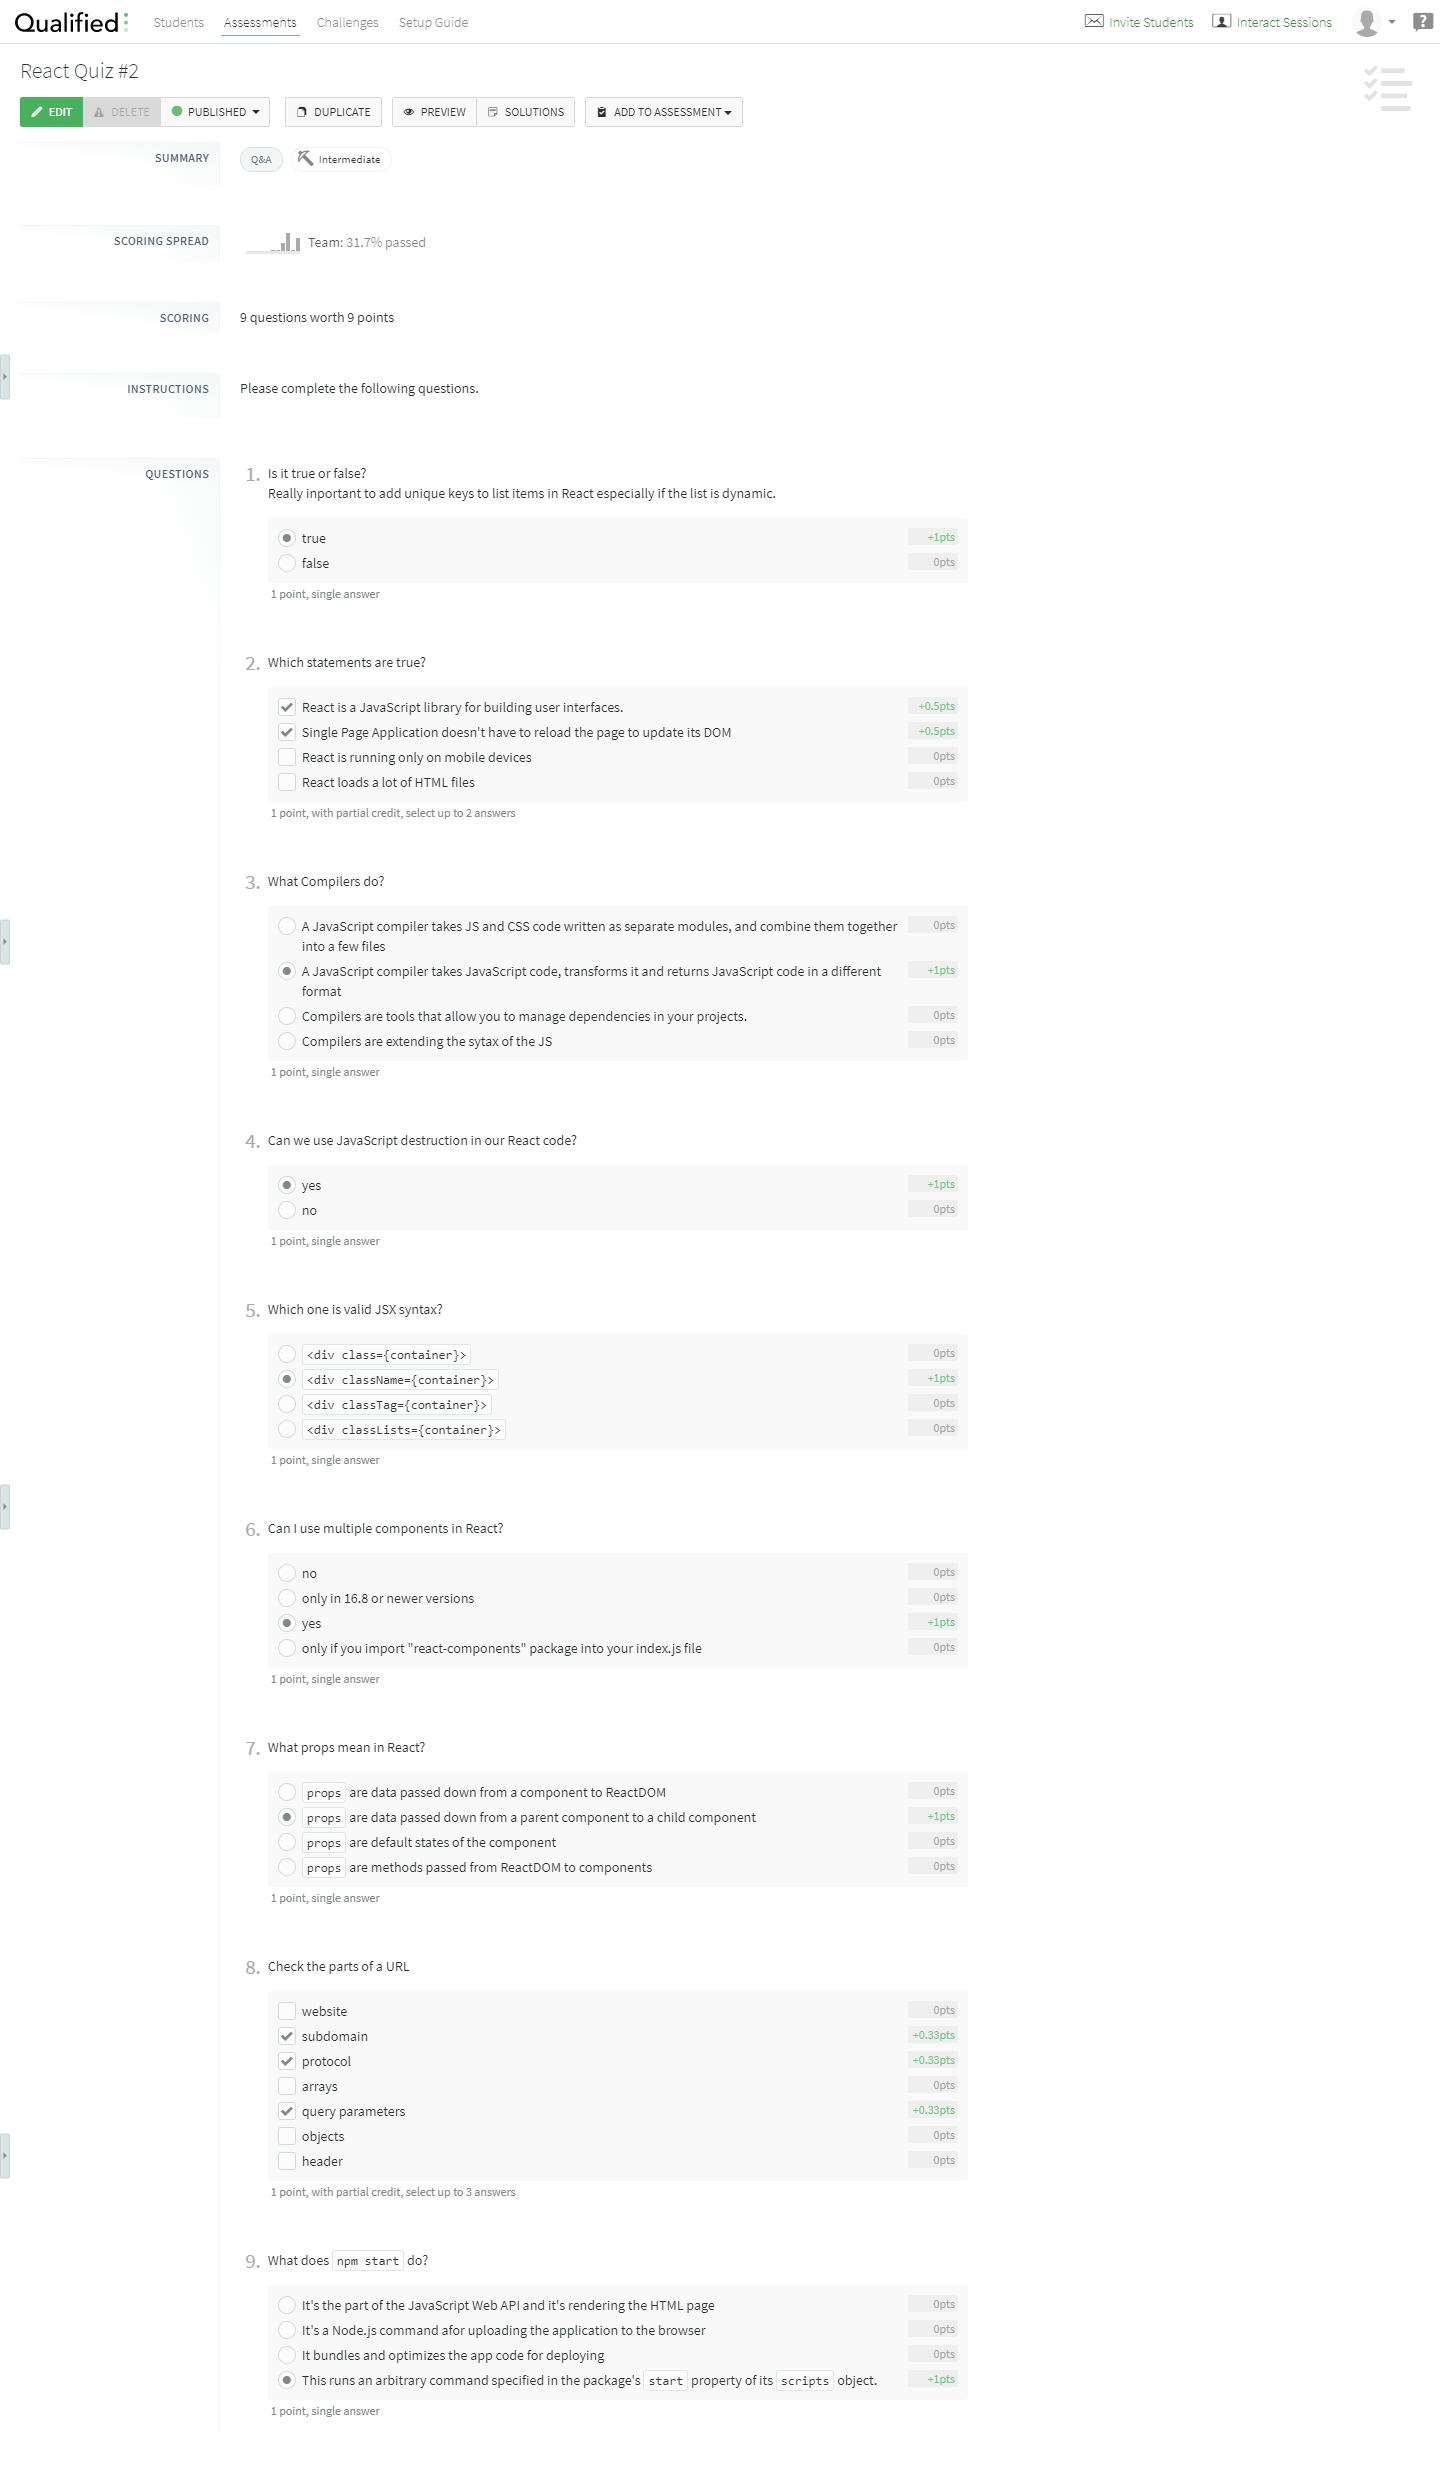 Qualified
Students Assessments Challenges Setup Guide Invite Students Interact Sessions
React Quiz #2
EDIT DELETE PUBLISHED DUPLICATE PREVIEW SOLUTIONS ADD TO ASSESSMENT
SUMMARY Q&A Intermediate
SCORING SPREAD Team: 31.7% passed
SCORING 9 questions worth 9 points
INSTRUCTIONS Please complete the following questions.
QUESTIONS 1. Is it true or false?
Really inportant to add unique keys to list items in React especially if the list is dynamic.
true +1pts
false 0pts
1 point, single answer
2. Which statements are true?
React is a JavaScript library for building user interfaces. +0.5pts
Single Page Application doesn't have to reload the page to update its DOM +0.5pts
React is running only on mobile devices 0pts
React loads a lot of HTML files 0pts
1 point, with partial credit, select up to 2 answers
3. What Compilers do?
A JavaScript compiler takes JS and CSS code written as separate modules, and combine them together 0pts
into a few files
A JavaScript compiler takes JavaScript code, transforms it and returns JavaScript code in a different +1pts
format
Compilers are tools that allow you to manage dependencies in your projects. 0pts
Compilers are extending the sytax of the JS 0pts
1 point, single answer
4. Can we use JavaScript destruction in our React code?
yes +1pts
no 0pts
1 point, single answer
5. Which one is valid JSX syntax?
<div class={container}> 0pts
<div className={container}> +1pts
<div classTag={container}> 0pts
<div classLists={container}> 0pts
1 point, single answer
6. Can I use multiple components in React?
no 0pts
only in 16.8 or newer versions 0pts
yes +1pts
only if you import "react-components" package into your index.js file 0pts
1 point, single answer
7. What props mean in React?
props are data passed down from a component to ReactDOM 0pts
props are data passed down from a parent component to a child component +1pts
props are default states of the component 0pts
props are methods passed from ReactDOM to components 0pts
1 point, single answer
8. Check the parts of a URL
website 0pts
subdomain +0.33pts
protocol +0.33pts
arrays 0pts
query parameters +0.33pts
objects 0pts
header 0pts
1 point, with partial credit, select up to 3 answers
9. What does npm start do?
It's the part of the JavaScript Web API and it's rendering the HTML page 0pts
It's a Node.js command afor uploading the application to the browser 0pts
It bundles and optimizes the app code for deploying 0pts
This runs an arbitrary command specified in the package's start property of its scripts object. +1pts
1 point, single answer